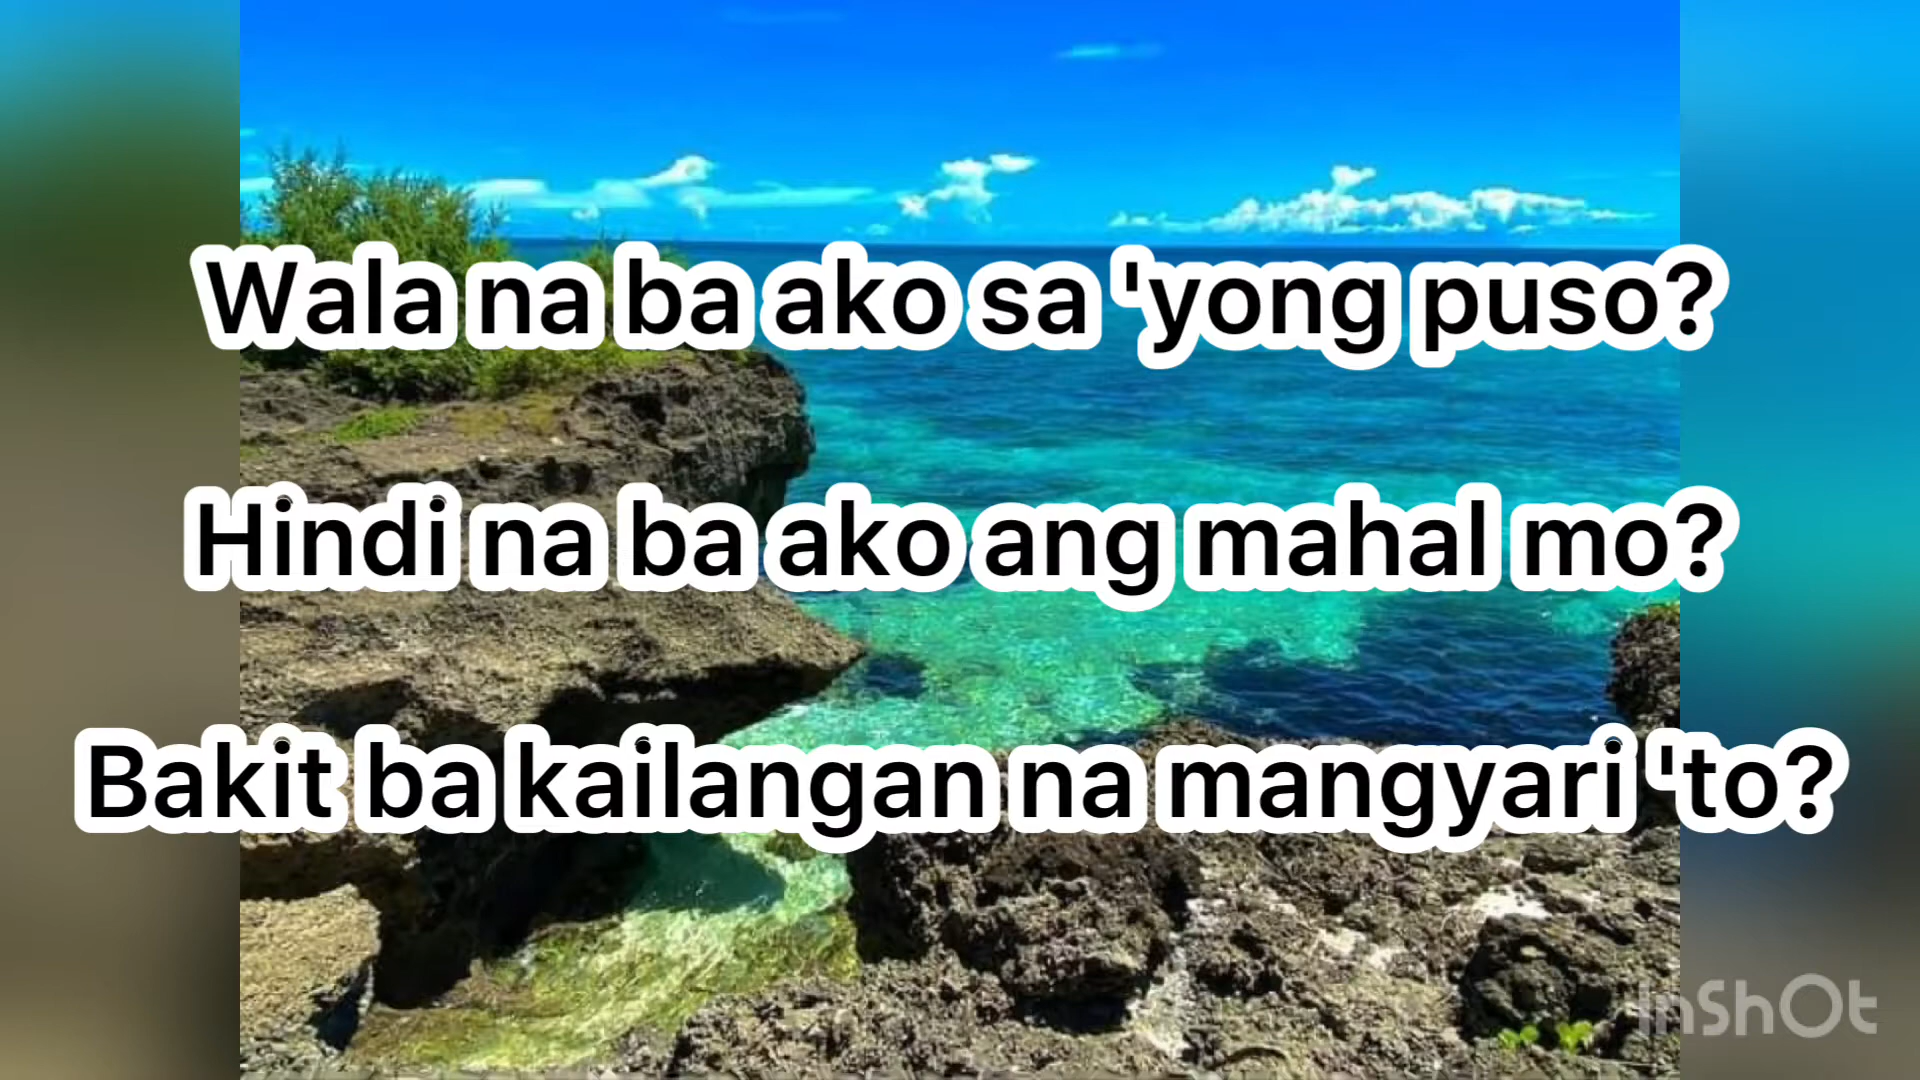 Wala na ba ako sa 'yong puso?
Hindi na ba ako ang mahal mo?
Bakit ba kailangan na mangyari 'to?
InShOt